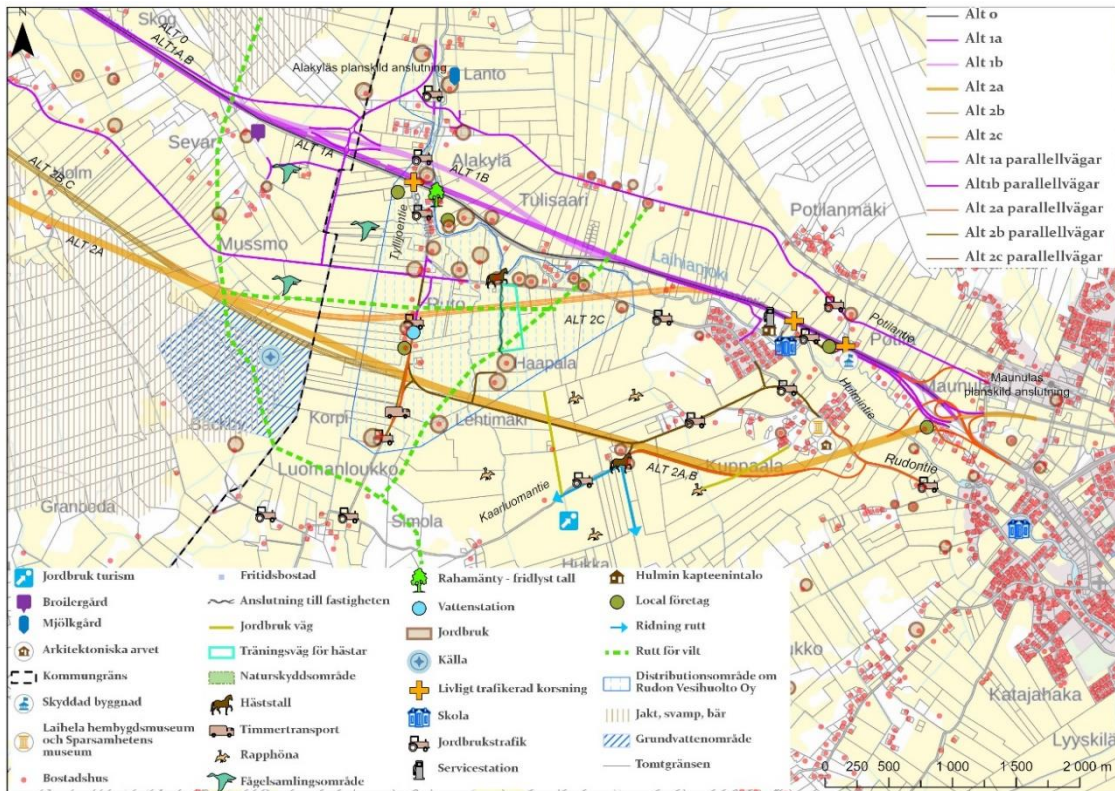 N
Skog
ALT 0
ALT1A,B
Alakyläs planskild anslutning
Lanto
Sevar
ALT 1A
Alakylä
ALT 1B
Tulisaari
Holm
ALT 2B,C
Potilanmäki
ALT 2A
Mussmo
Tyllijoentie
Laihianjoki
Ruto
ALT 2C
Potilantie
Potila
Haapala
Maunula
Maunulas
planskild anslutning
Hulmintie
Korpi
Lehtimäki
Luomanloukko
ALT 2A,B
Kuppaala
Rudontie
Kaarluomantie
Simola
Hukka
Katajahaka
Lyyskilä
Alt 0
Alt 1a
Alt 1b
Alt 2a
Alt 2b
Alt 2c
Alt 1a parallellvägar
Alt1b parallellvägar
Alt 2a parallellvägar
Alt 2b parallellvägar
Alt 2c parallellvägar
Jordbruk turism
Broilergård
Mjölkgård
Arkitektoniska arvet
Kommungräns
Skyddad byggnad
Laihela hembygdsmuseum
och Sparsamhetens
museum
Bostadshus
Fritidsbostad
Anslutning till fastigheten
Jordbruk väg
Träningsväg för hästar
Naturskyddsområde
Häststall
Timmertransport
Rapphöna
Fågelsamlingsområde
Rahamänty - fridlyst tall
Vattenstation
Jordbruk
Källa
Livligt trafikerad korsning
Skola
Jordbrukstrafik
Servicestation
Hulmin kapteenintalo
Local företag
Ridning rutt
Rutt för vilt
Distributionsområde om
Rudon Vesihuolto Oy
Jakt, svamp, bär
Grundvattenområde
Tomtgränsen
0 250 500 1 000 1 500 2 000 m